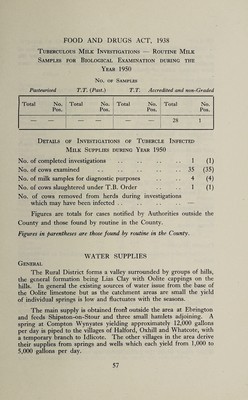 FOOD AND DRUGS ACT, 1938
Tuberculous Milk Investigations — Routine Milk
Samples for Biological Examination during the
Year 1950
No. of Samples
Pasteurised T.T. (Past.) T.T. Accredited and non-Graded
Total No. Pos. Total No. Pos. Total No. Pos. Total No. Pos.
— — — — — — 28 1
Details of Investigations of Tubercle Infected
Milk Supplies during Year 1950
No. of completed investigations .. .. .. .. 1 (1)
No. of cows examined .. .. .. .. .. 35 (35)
No. of milk samples for diagnostic purposes .. .. 4 (4)
No. of cows slaughtered under T.B. Order .. .. 1 (1)
No. of cows removed from herds during investigations
which may have been infected .. .. .. .. —
Figures are totals for cases notified by Authorities outside the
County and those found by routine in the County.
Figures in parentheses are those found by routine in the County.
WATER SUPPLIES
General
The Rural District forms a valley surrounded by groups of hills,
the general formation being Lias Clay with Oolite cappings on the
hills. In general the existing sources of water issue from the base of
the Oolite limestone but as the catchment areas are small the yield
of individual springs is low and fluctuates with the seasons.
The main supply is obtained from outside the area at Ebrington
and feeds Shipston-on-Stour and three small hamlets adjoining. A
spring at Compton Wynyates yielding approximately 12,000 gallons
per day is piped to the villages of Halford, Oxhill and Whatcote, with
a temporary branch to Idlicote. The other villages in the area derive
their supplies from springs and wells which each yield from 1,000 to
5,000 gallons per day.
57